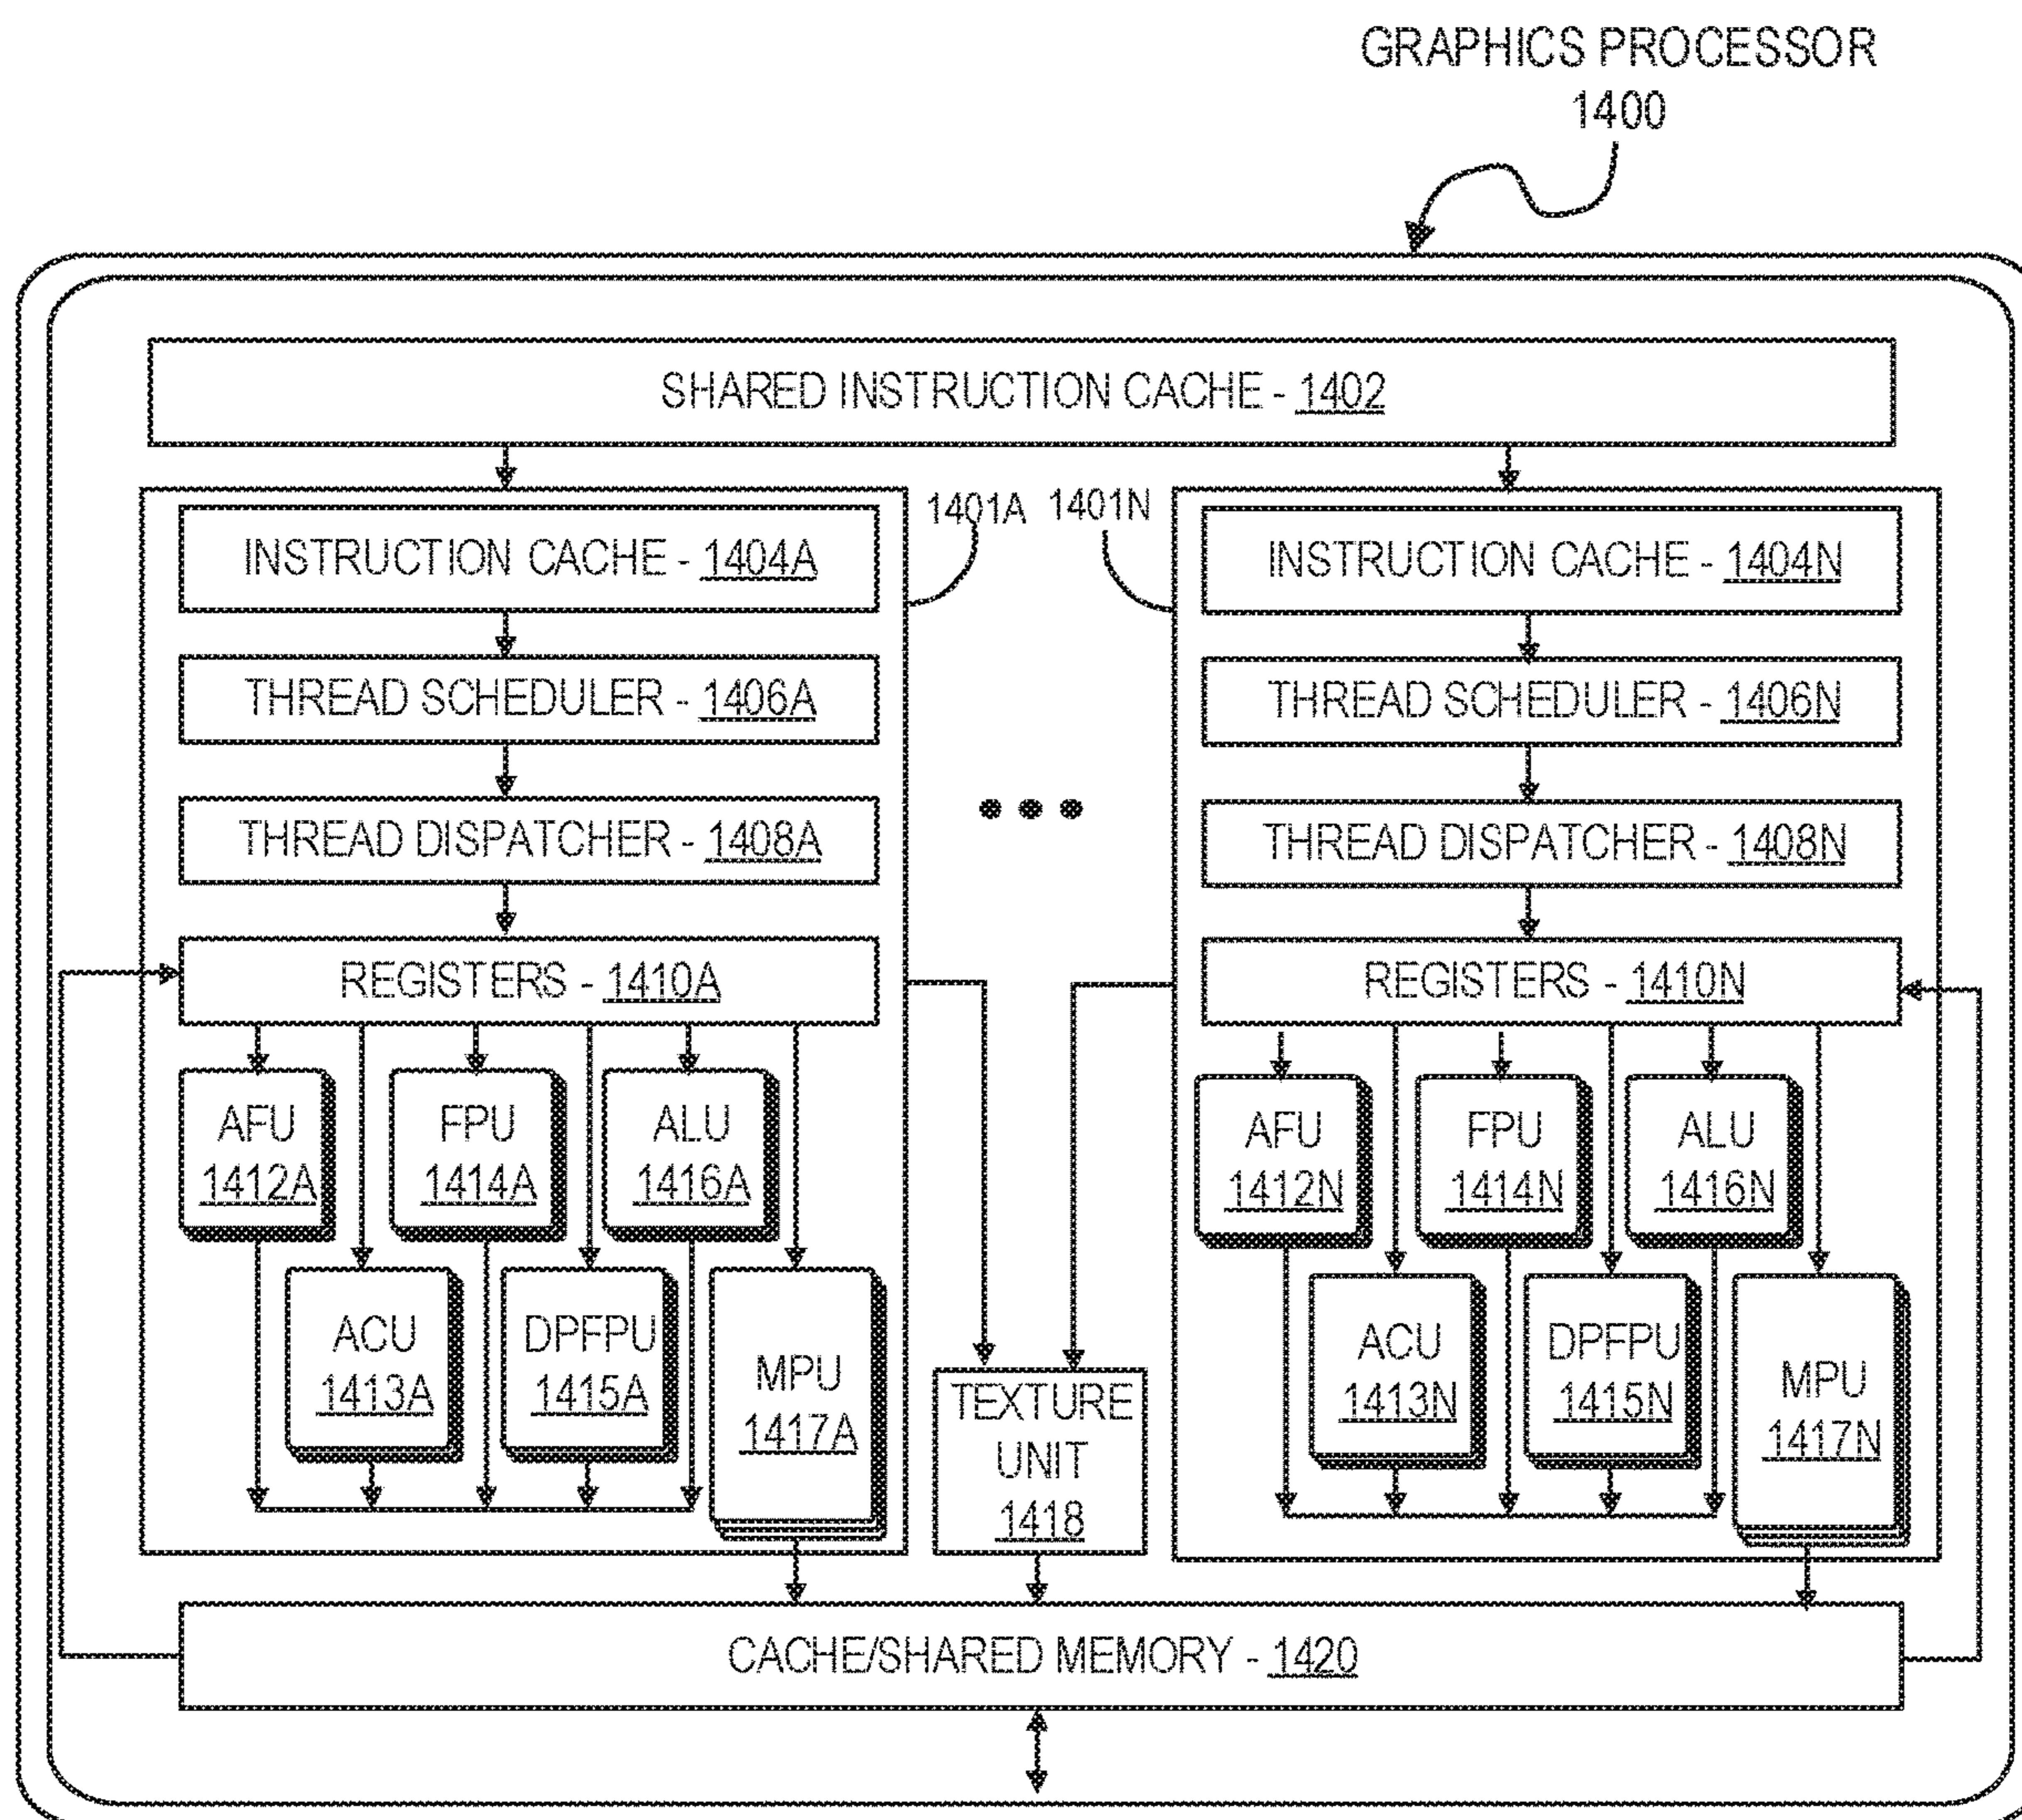 GRAPHICS PROCESSOR
1400
SHARED INSTRUCTION CACHE - 1402
1401A
1401N
INSTRUCTION CACHE - 1404A
THREAD SCHEDULER - 1406A
THREAD DISPATCHER - 1408A
REGISTERS - 1410A
AFU
1412A
FPU
1414A
ALU
1416A
ACU
1413A
DPFPU
1415A
MPU
1417A
INSTRUCTION CACHE - 1404N
THREAD SCHEDULER - 1406N
THREAD DISPATCHER - 1408N
REGISTERS - 1410N
AFU
1412N
FPU
1414N
ALU
1416N
ACU
1413N
DPFPU
1415N
MPU
1417N
TEXTURE
UNIT
1418
CACHE/SHARED MEMORY - 1420